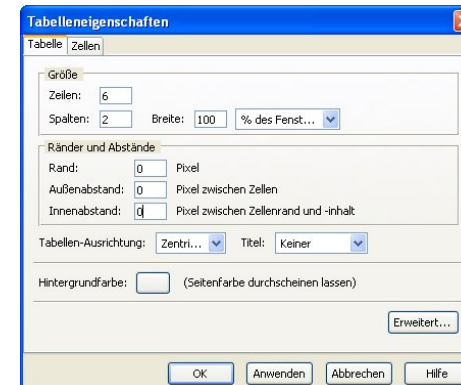 Tabelleneigenschaften
Tabelle Zellen
Größe
Zeilen: 6
Spalten: 2 Breite: 100 % des Fenst...
Ränder und Abstände
Rand: 0 Pixel
Außenabstand: 0 Pixel zwischen Zellen
Innenabstand: 0 Pixel zwischen Zellenrand und -inhalt
Tabellen-Ausrichtung: Zentri... Titel: Keiner
Hintergrundfarbe: (Seitenfarbe durchscheinen lassen)
Erweitert...
OK Anwenden Abbrechen Hilfe